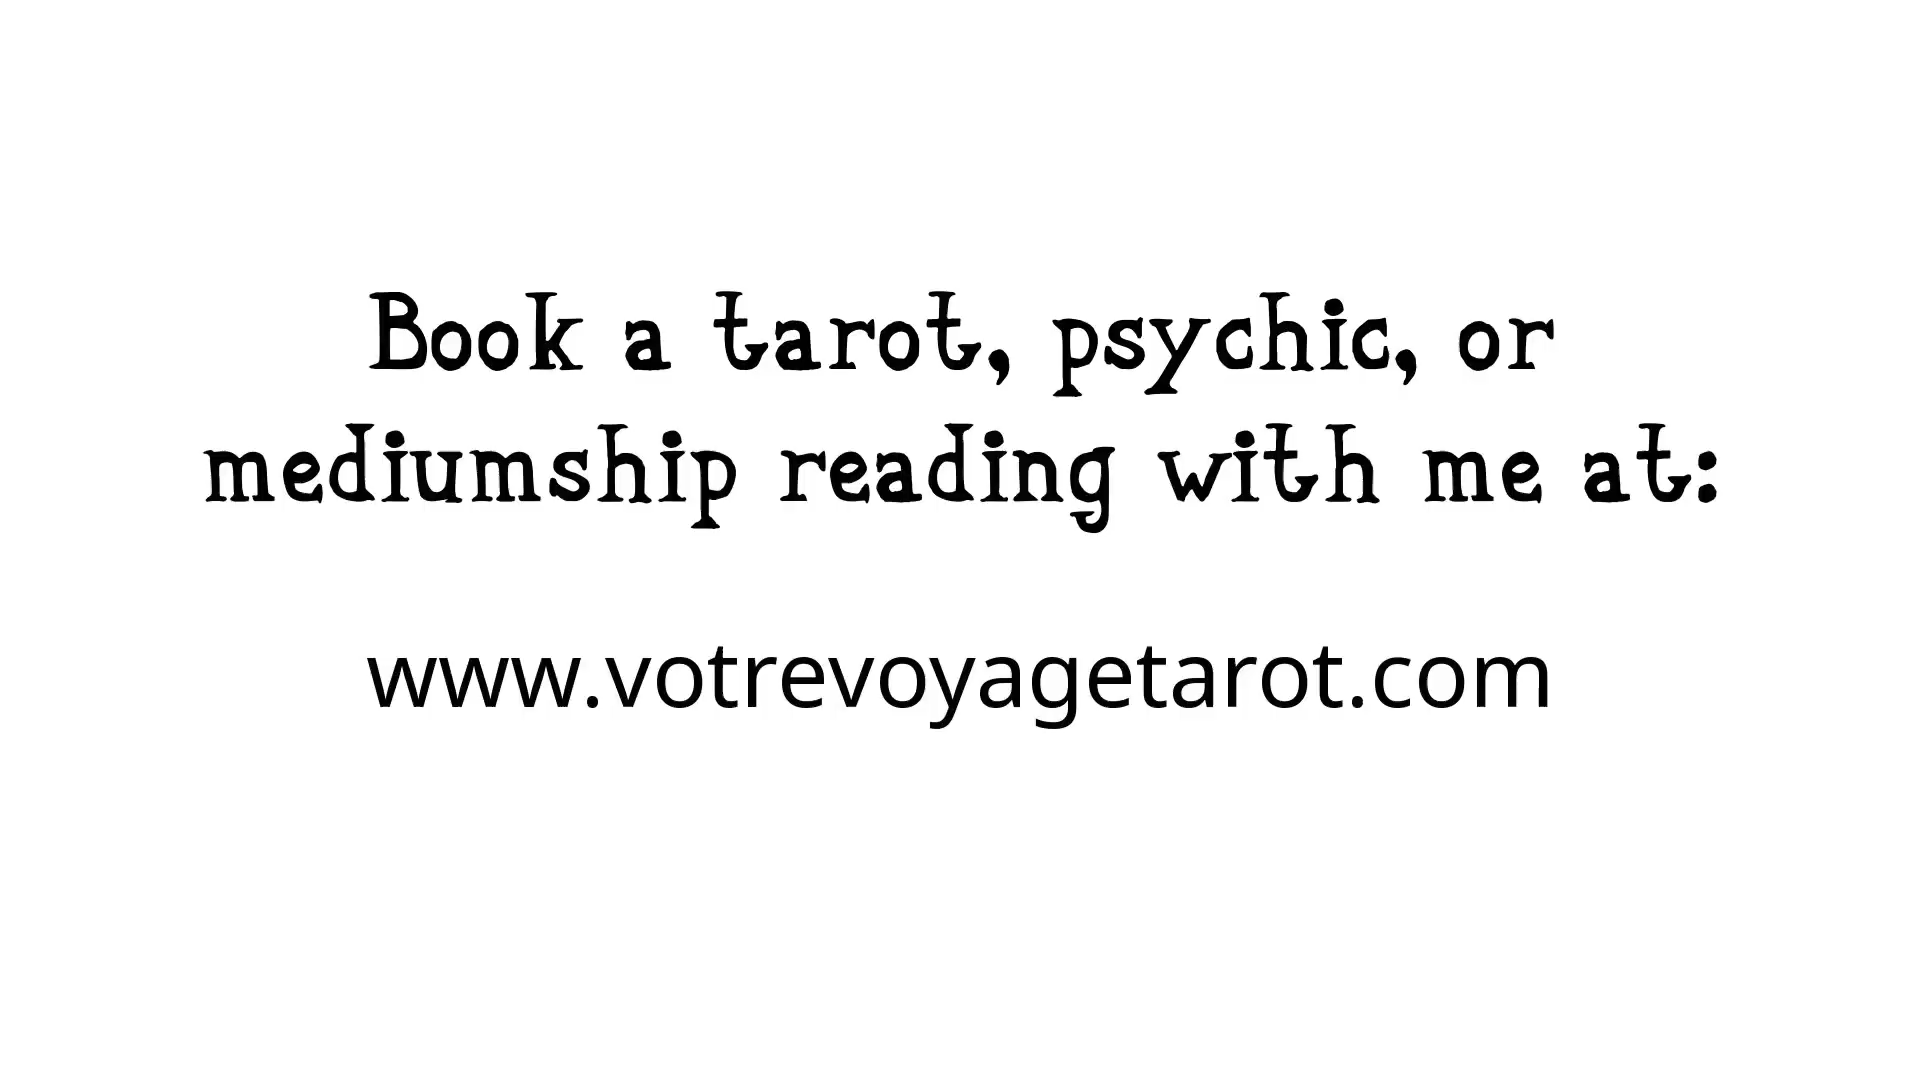 Book a tarot, psychic, or
mediumship reading with me at:
www.votrevoyagetarot.com